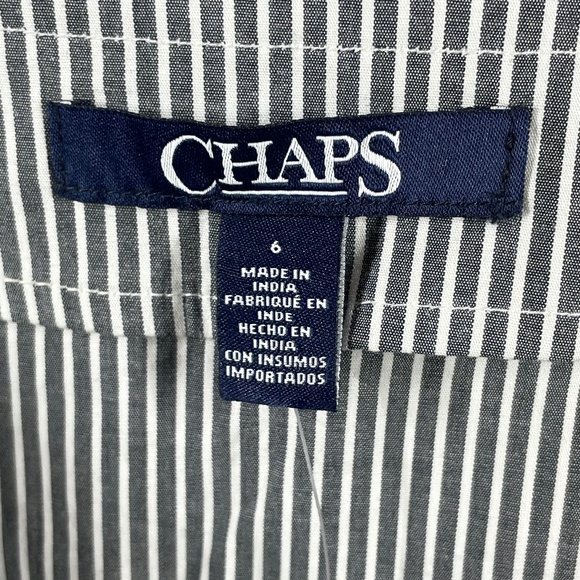 CHAPS
6
MADE IN
INDIA
FABRIQUÉ EN
INDE
HECHO EN
INDIA
CON INSUMOS
IMPORTADOS